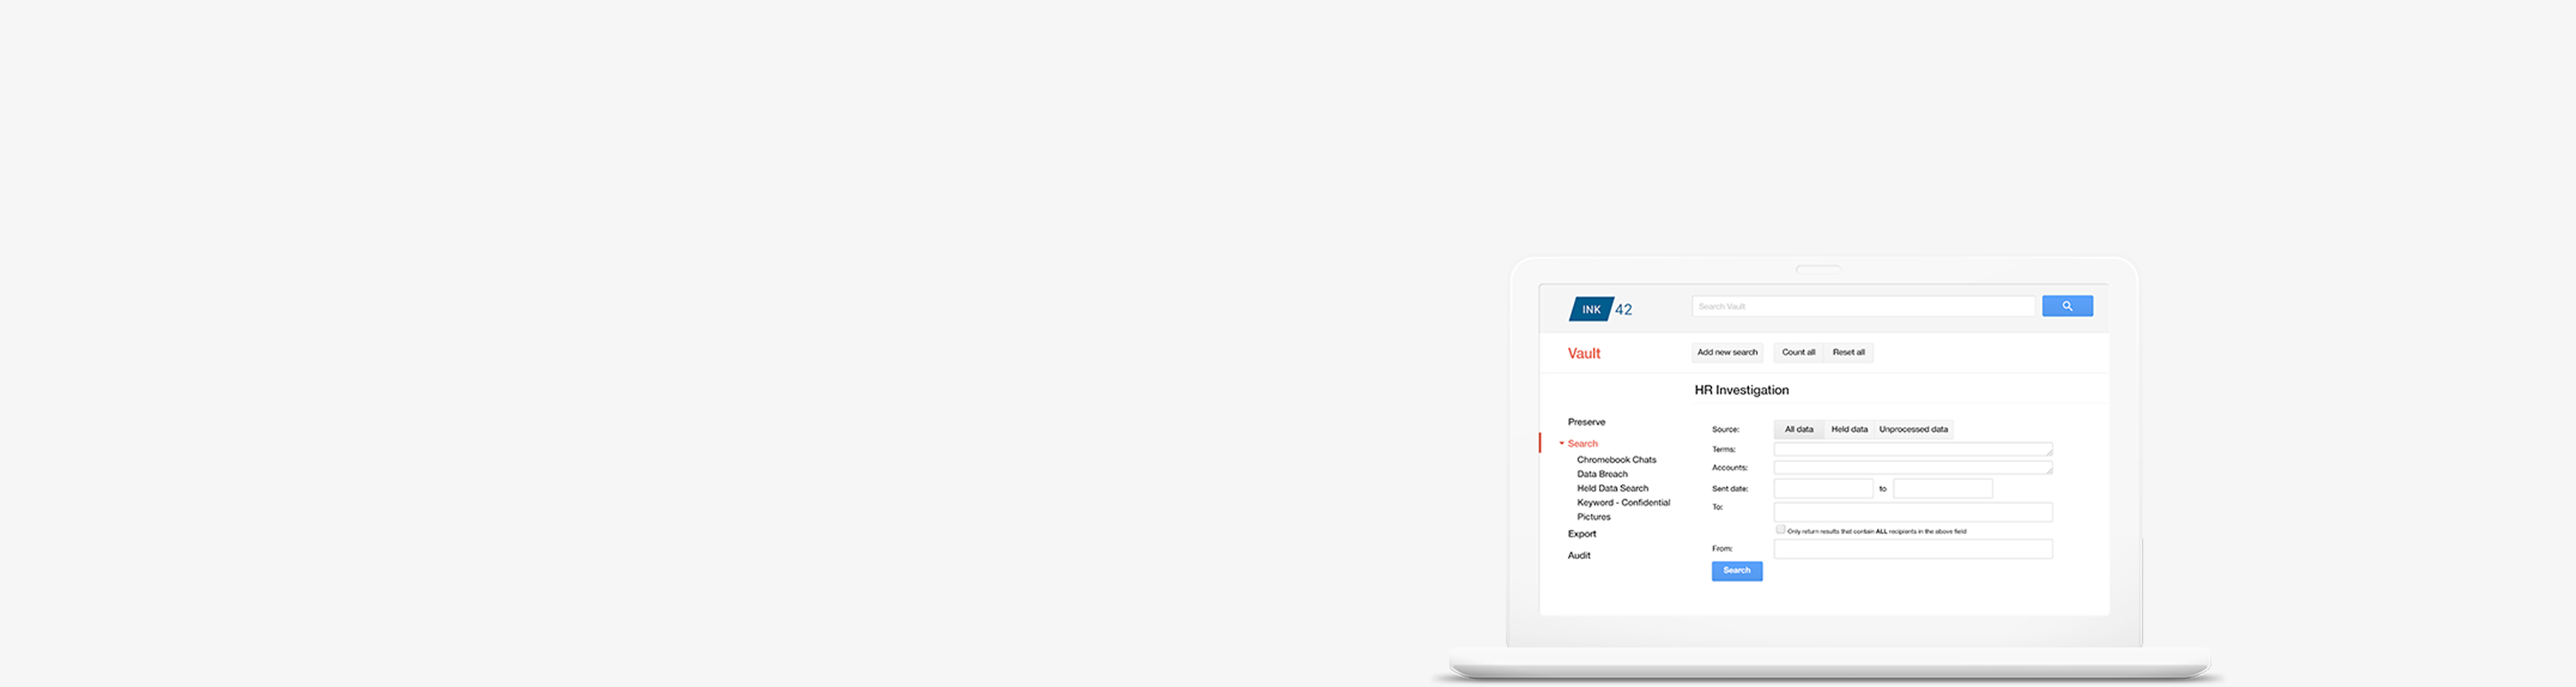 INK 42
Search Vault
Vault
Add new search Count all Reset all
HR Investigation
Preserve
Search
Chromebook Chats
Data Breach
Held Data Search
Keyword - Confidential
Pictures
Export
Audit
Source: All data Held data Unprocessed data
Terms:
Accounts:
Sent date: to
To:
Only return results that contain ALL recipients in the above field
From:
Search